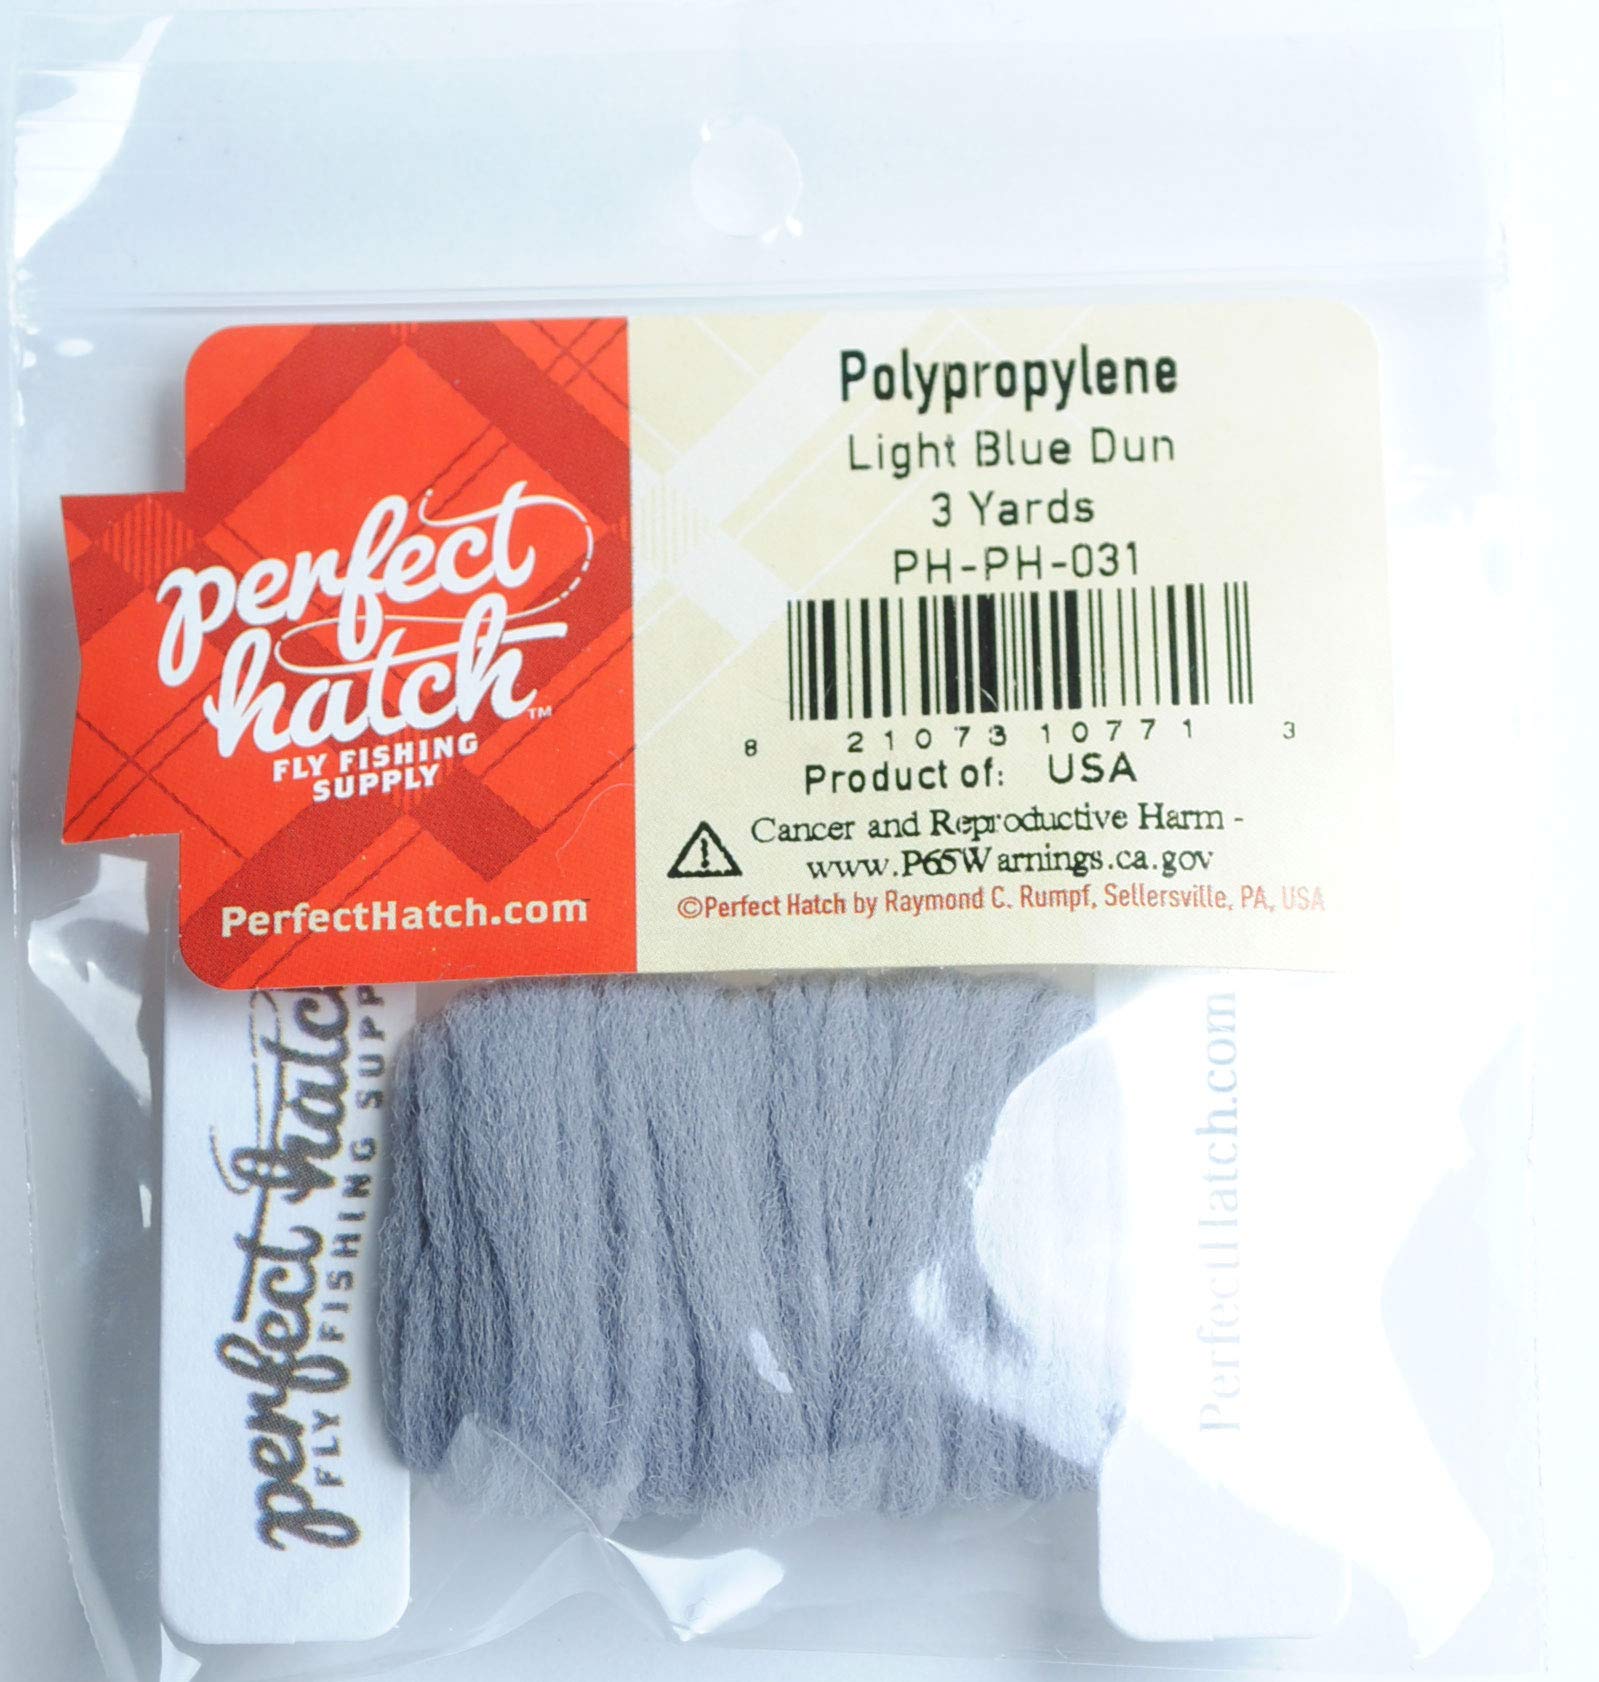 perfect
hatch™
FLY FISHING
SUPPLY
PerfectHatch.com
Polypropylene
Light Blue Dun
3 Yards
PH-PH-031
8 21073 10771 3
Product of: USA
Cancer and Reproductive Harm -
www.P65Warnings.ca.gov
©Perfect Hatch by Raymond C. Rumpf, Sellersville, PA, USA
perfect hatch
FLY FISHING SUPP
PerfectHatch.com